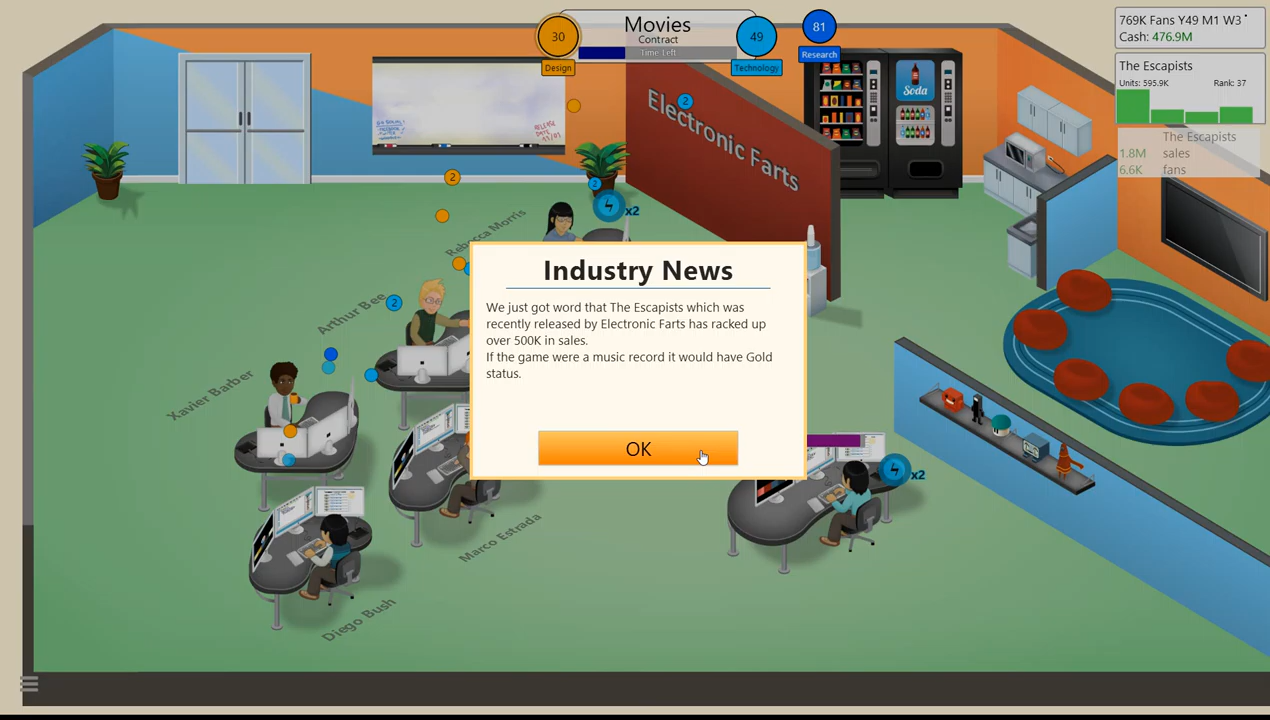 30
Design
Movies
Contract
Time Left
49
Technology
81
Research
769K Fans Y49 M1 W3
Cash: 476.9M
The Escapists
Units: 595.9K
Rank: 37
The Escapists
1.8M sales
6.6K fans
Soda
Electronic Farts
RELEASE
2
2
2
x2
Rebecca Morris
2
Arthur Bee
Xavier Barber
Industry News
We just got word that The Escapists which was
recently released by Electronic Farts has racked up
over 500K in sales.
If the game were a music record it would have Gold
status.
OK
x2
Marco Estrada
Diego Bush